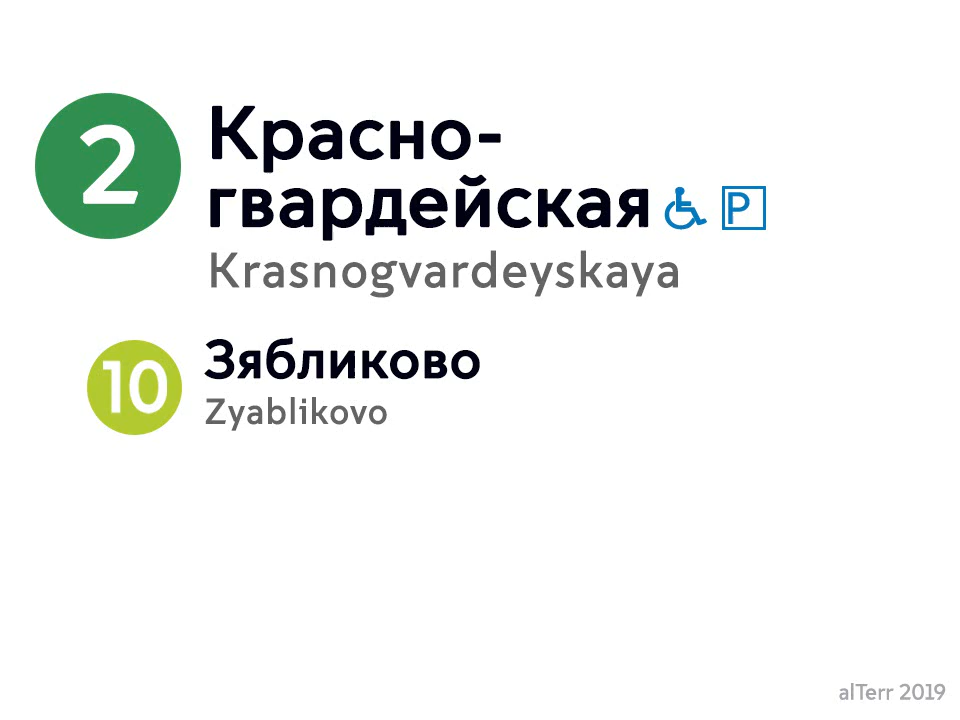 2
Красно-
гвардейская P
Krasnogvardeyskaya
10
Зябликово
Zyablikovo
alTerr 2019